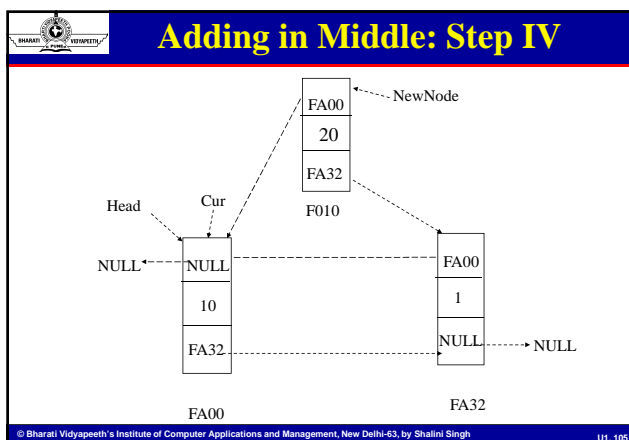 BHARATI VIDYAPEETH
PUNE
Adding in Middle: Step IV
FA00
NewNode
20
FA32
F010
Head
Cur
NULL
NULL
FA00
10
1
FA32
NULL
NULL
FA00
FA32
© Bharati Vidyapeeth's Institute of Computer Applications and Management, New Delhi-63, by Shalini Singh
U1. 105